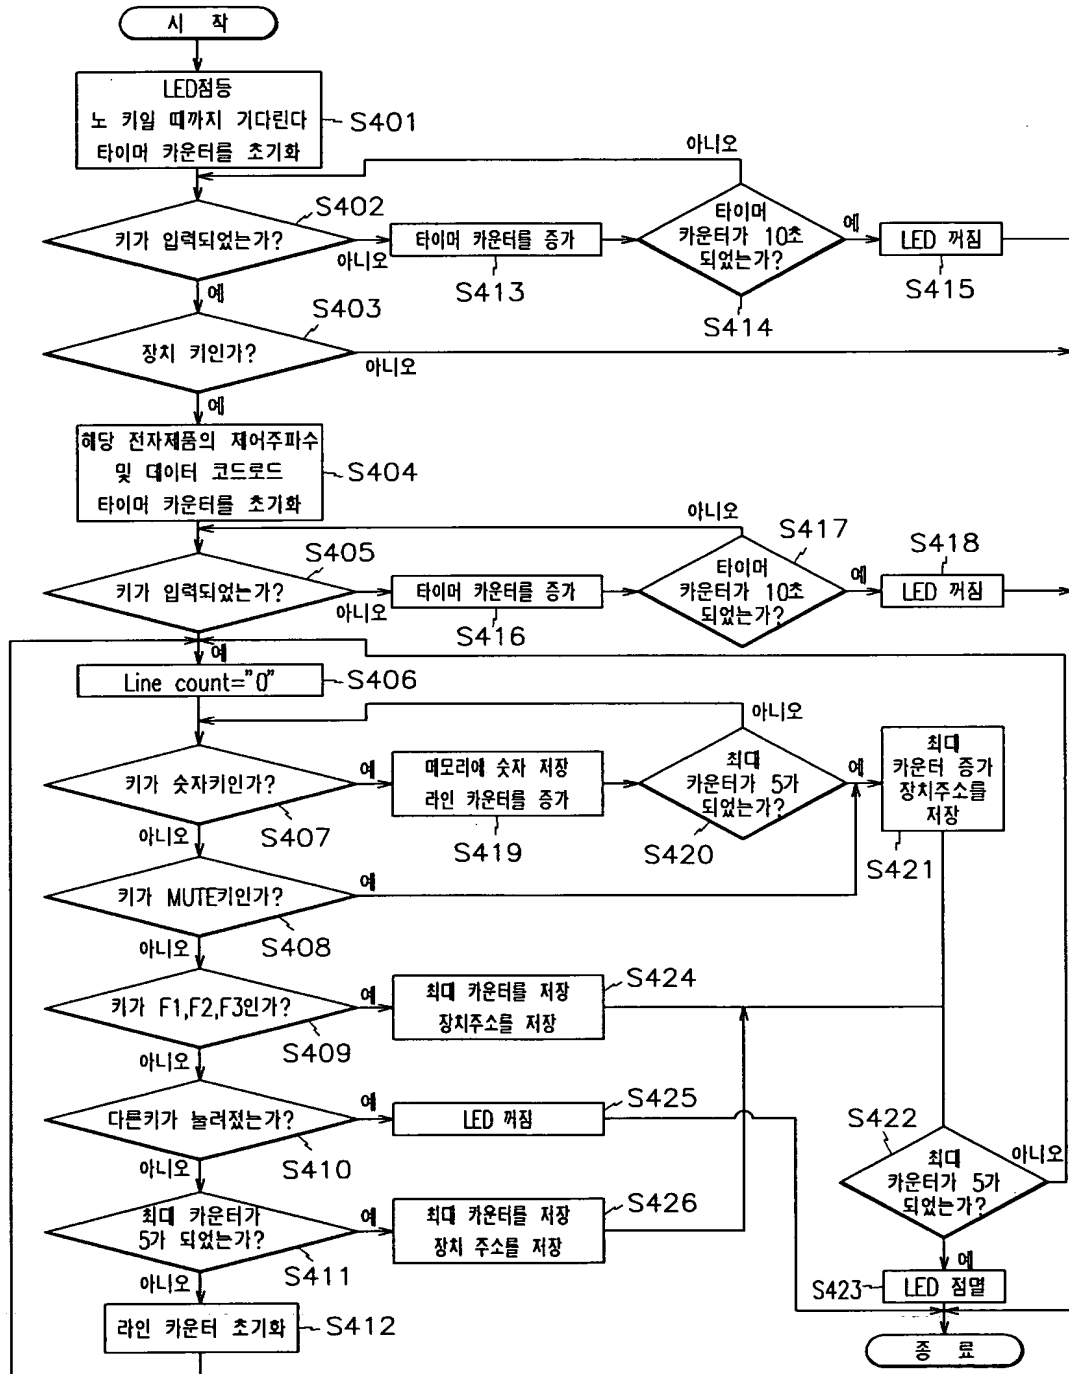 시 작
LED점등
노 키일 때까지 기다린다
타이머 카운터를 초기화
S401
아니오
S402
키가 입력되었는가?
아니오
타이머 카운터를 증가
S413
타이머
카운터가 10초
되었는가?
S414
예
LED 꺼짐
S415
예
S403
장치 키인가?
아니오
예
해당 전자제품의 제어주파수
및 데이터 코드로드
타이머 카운터를 초기화
S404
아니오
S405
키가 입력되었는가?
아니오
타이머 카운터를 증가
S416
S417
타이머
카운터가 10초
되었는가?
예
S418
LED 꺼짐
예
Line count="0"
S406
아니오
키가 숫자키인가?
S407
예
메모리에 숫자 저장
라인 카운터를 증가
S419
최대
카운터가 5가
되었는가?
S420
예
최대
카운터 증가
장치주소를
저장
S421
아니오
키가 MUTE키인가?
예
S408
아니오
키가 F1,F2,F3인가?
예
S409
최대 카운터를 저장
장치주소를 저장
S424
아니오
다른키가 눌러졌는가?
예
S410
LED 꺼짐
S425
아니오
최대 카운터가
5가 되었는가?
예
S411
최대 카운터를 저장
장치 주소를 저장
S426
S422
최대
카운터가 5가
되었는가?
아니오
예
S423
LED 점멸
아니오
라인 카운터 초기화
S412
종 료